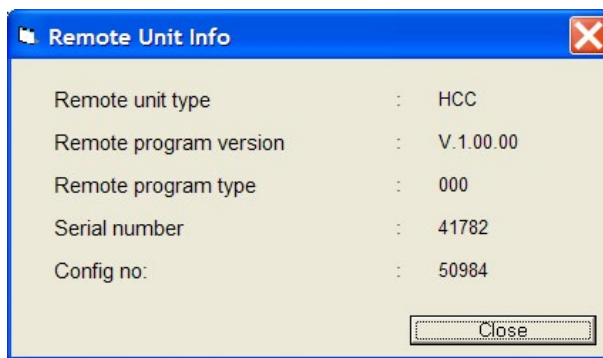 Remote Unit Info
Remote unit type : HCC
Remote program version : V.1.00.00
Remote program type : 000
Serial number : 41782
Config no: : 50984
Close